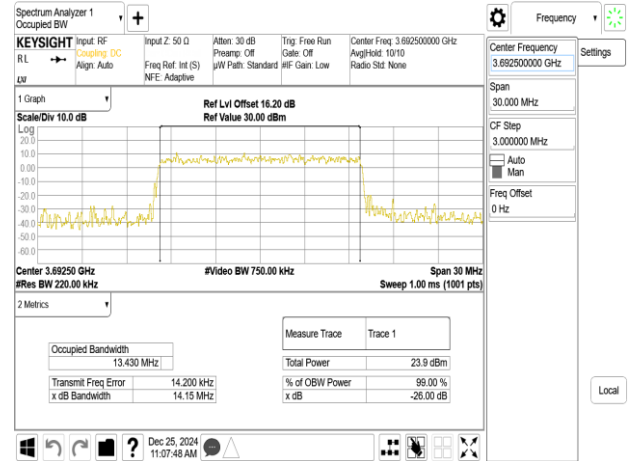 Spectrum Analyzer 1
Occupied BW
Frequency
KEYSIGHT
RL
LXI
Input: RF
Coupling: DC
Align: Auto
Input Z: 50 Ω
Freq Ref: Int (S)
NFE: Adaptive
Atten: 30 dB
Preamp: Off
µW Path: Standard
Trig: Free Run
Gate: Off
#IF Gain: Low
Center Freq: 3.692500000 GHz
Avg|Hold: 10/10
Radio Std: None
Center Frequency
3.692500000 GHz
Settings
Span
30.000 MHz
CF Step
3.000000 MHz
Auto
Man
Freq Offset
0 Hz
Local
1 Graph
Scale/Div 10.0 dB
Ref Lvl Offset 16.20 dB
Ref Value 30.00 dBm
Log
20.0
10.0
0.00
-10.0
-20.0
-30.0
-40.0
-50.0
-60.0
Center 3.69250 GHz
#Video BW 750.00 kHz
Span 30 MHz
#Res BW 220.00 kHz
Sweep 1.00 ms (1001 pts)
2 Metrics
Measure Trace Trace 1
Occupied Bandwidth
13.430 MHz
Total Power 23.9 dBm
Transmit Freq Error 14.200 kHz
% of OBW Power 99.00 %
x dB Bandwidth 14.15 MHz
x dB -26.00 dB
?
Dec 25, 2024
11:07:48 AM